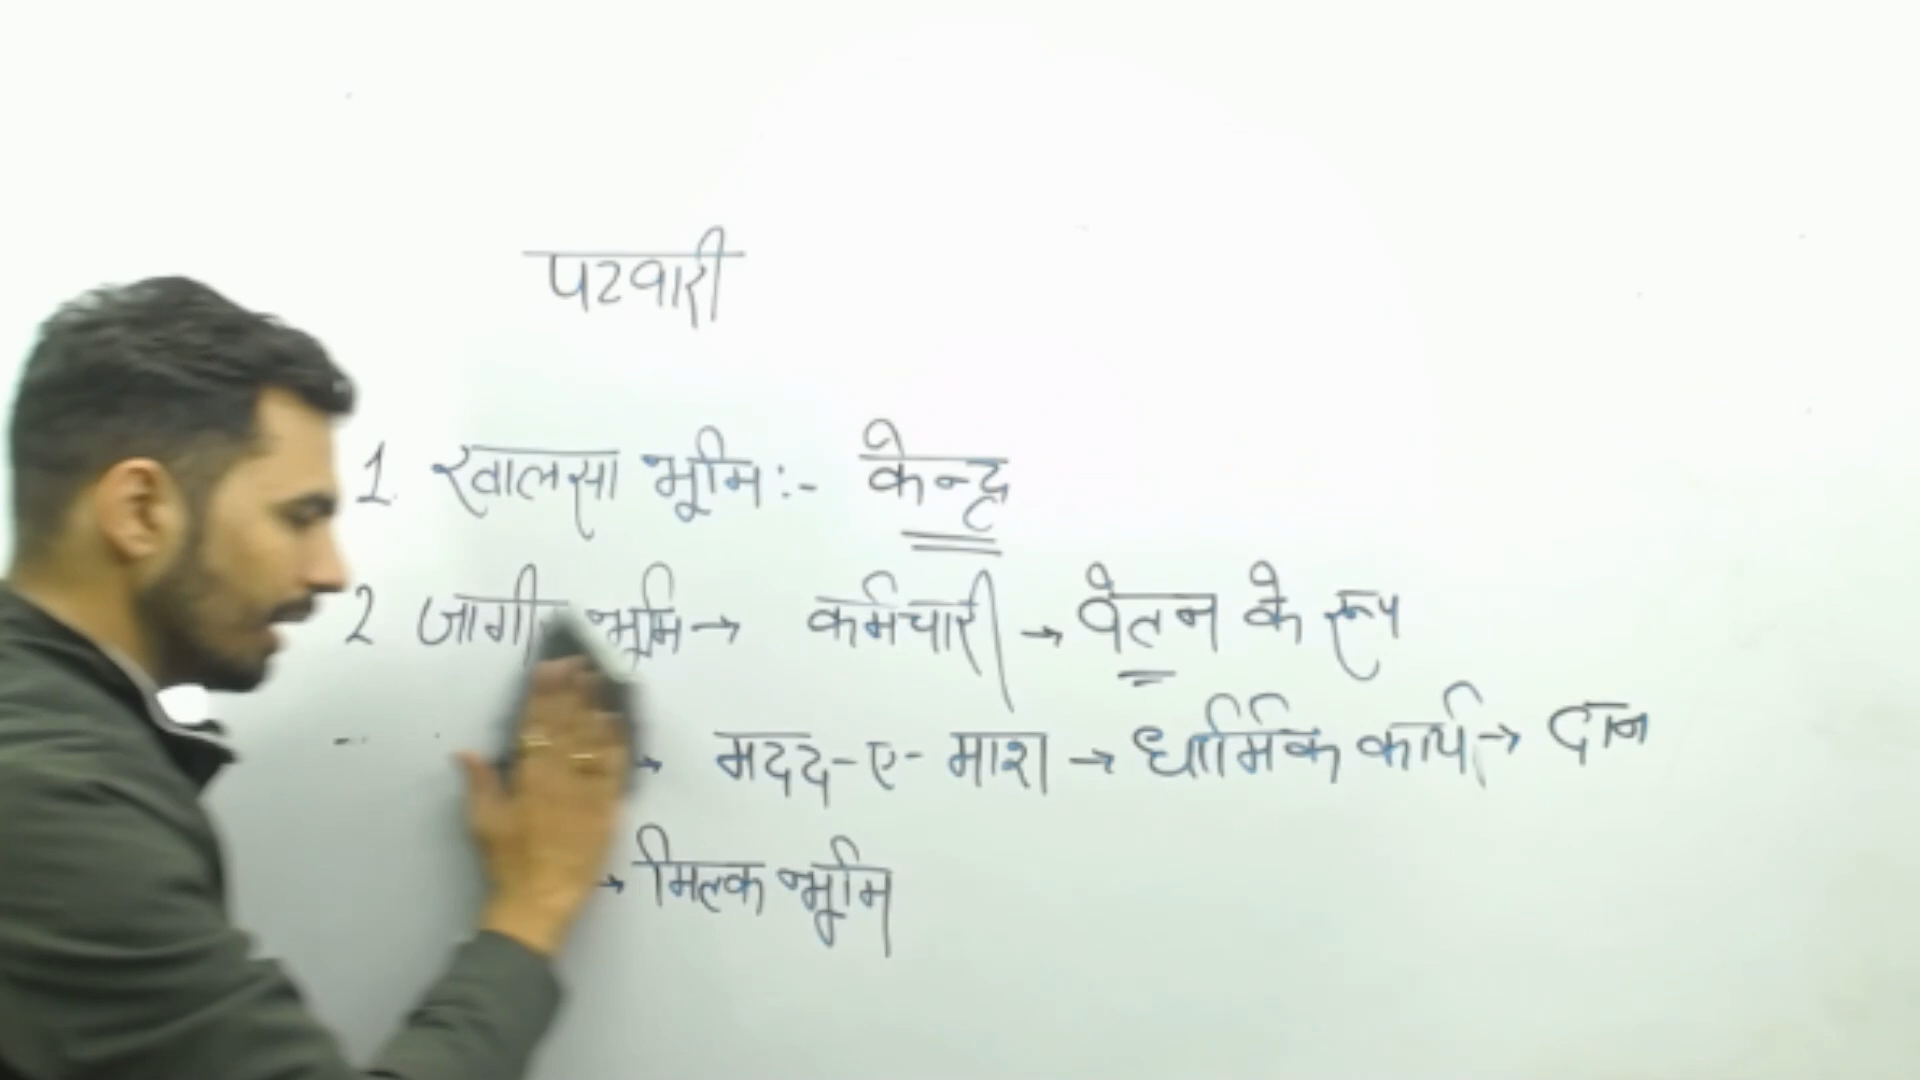 पटवारी
1. खालसा भूमि :- केन्द्र
2 जागी भूमि → कर्मचारी → वेतन के रूप
→ मदद-ए-माश → धार्मिक कार्य → दान
→ मिल्क भूमि